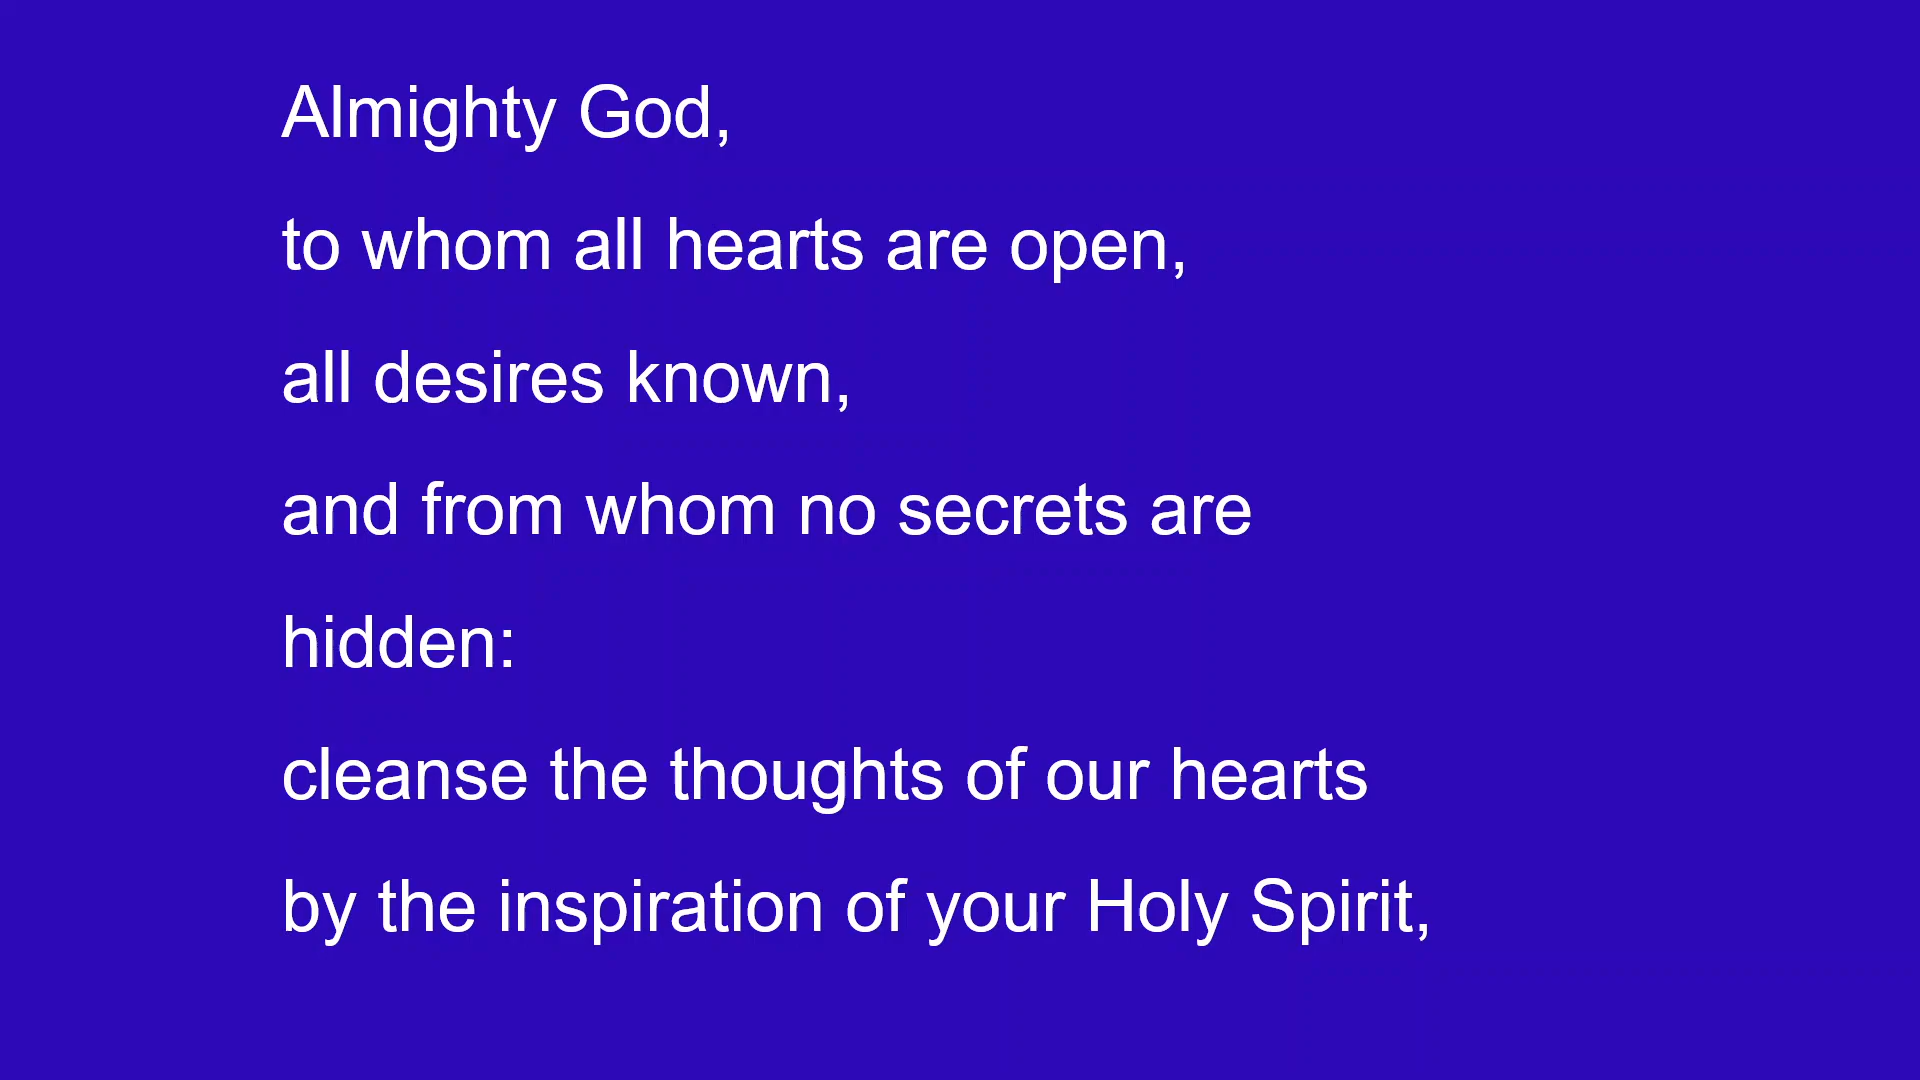 Almighty God,
to whom all hearts are open,
all desires known,
and from whom no secrets are
hidden:
cleanse the thoughts of our hearts
by the inspiration of your Holy Spirit,